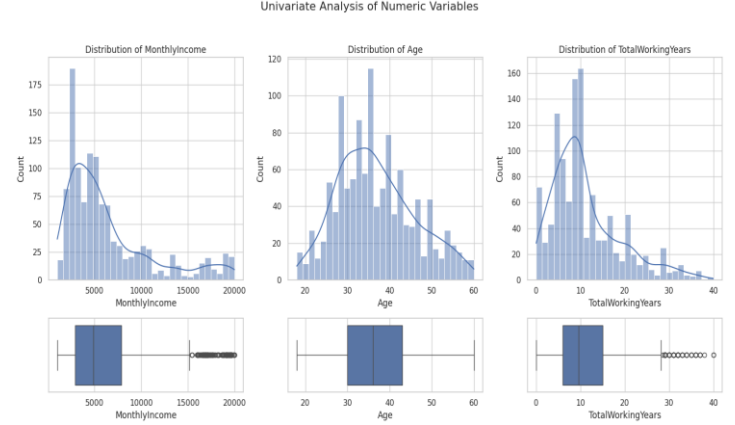 Univariate Analysis of Numeric Variables
Distribution of MonthlyIncome
Distribution of Age
Distribution of TotalWorkingYears
Count
175
150
125
100
75
50
25
0
5000 10000 15000 20000
MonthlyIncome
Count
120
100
80
60
40
20
0
20 30 40 50 60
Age
Count
160
140
120
100
80
60
40
20
0
0 10 20 30 40
TotalWorkingYears
5000 10000 15000 20000
MonthlyIncome
20 30 40 50 60
Age
0 10 20 30 40
TotalWorkingYears